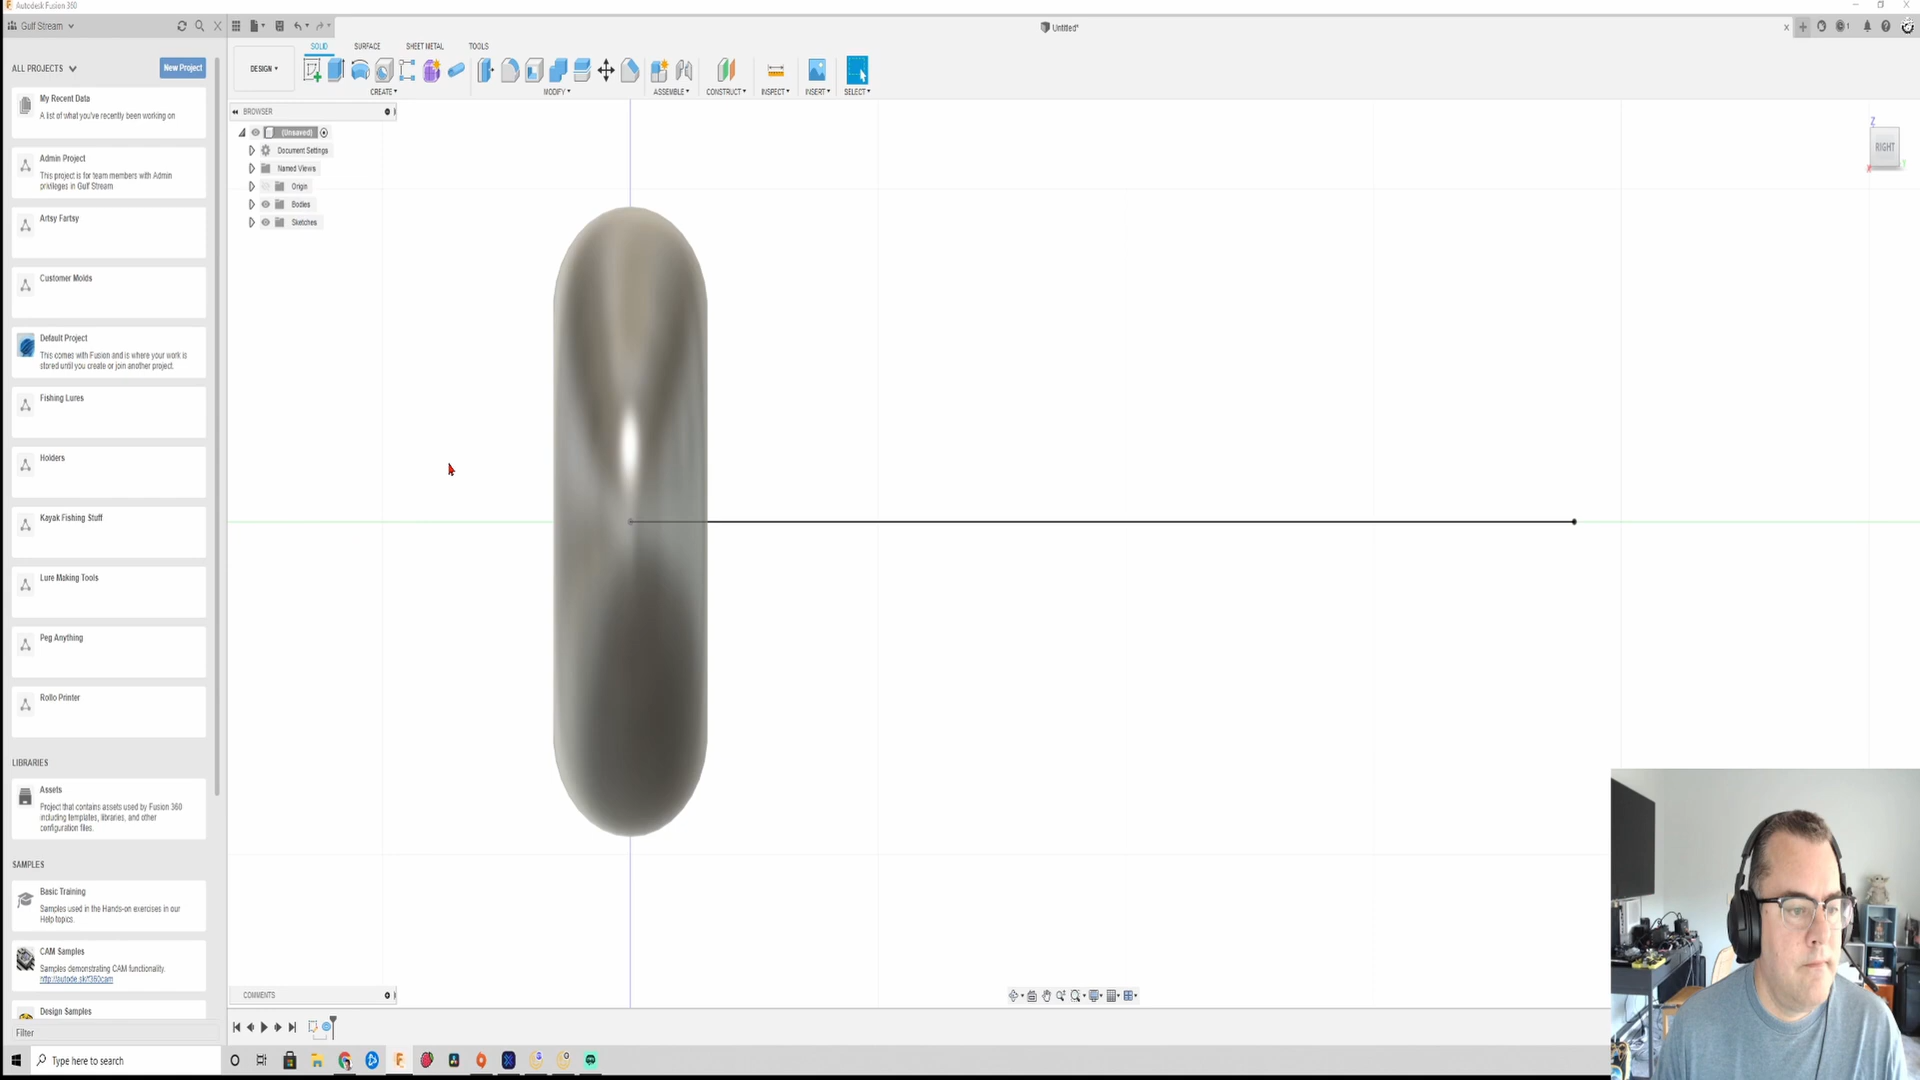 Autodesk Fusion 360
Gulf Stream
Untitled*
1
SOLID
SURFACE
SHEET METAL
TOOLS
DESIGN
CREATE
MODIFY
ASSEMBLE
CONSTRUCT
INSPECT
INSERT
SELECT
ALL PROJECTS
New Project
My Recent Data
A list of what you've recently been working on
Admin Project
This project is for team members with Admin
privileges in Gulf Stream
Artsy Fartsy
Customer Molds
Default Project
This comes with Fusion and is where your work is
stored until you create or join another project.
Fishing Lures
Holders
Kayak Fishing Stuff
Lure Making Tools
Peg Anything
Rollo Printer
LIBRARIES
Assets
Project that contains assets used by Fusion 360
including templates, libraries, and other
configuration files.
SAMPLES
Basic Training
Samples used in the Hands-on exercises in our
Help topics.
CAM Samples
Samples demonstrating CAM functionality.
http://autode.sk/f360cam
Design Samples
Filter
BROWSER
(Unsaved)
Document Settings
Named Views
Origin
Bodies
Sketches
Z
RIGHT
X
Y
COMMENTS
Type here to search